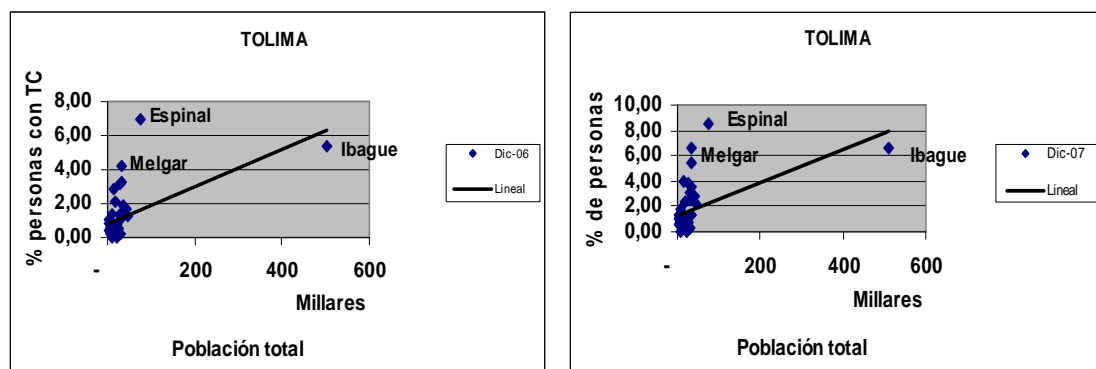 TOLIMA
% personas con TC
8,00
6,00
4,00
2,00
0,00
Espinal
Melgar
Ibague
- 200 400 600
Millares
Población total
Dic-06
Lineal
TOLIMA
% de personas
10,00
8,00
6,00
4,00
2,00
0,00
Espinal
Melgar
Ibague
- 200 400 600
Millares
Población total
Dic-07
Lineal